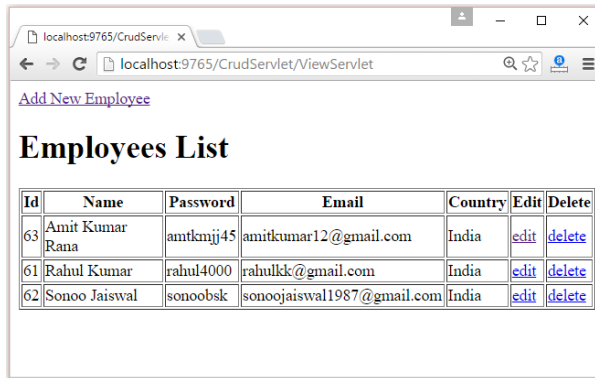 localhost:9765/CrudServle
localhost:9765/CrudServlet/ViewServlet
Add New Employee
Employees List
Id Name Password Email Country Edit Delete
63 Amit Kumar Rana amtkmjj45 amitkumar12@gmail.com India edit delete
61 Rahul Kumar rahul4000 rahulkk@gmail.com India edit delete
62 Sonoo Jaiswal sonoobsk sonoojaiswal1987@gmail.com India edit delete